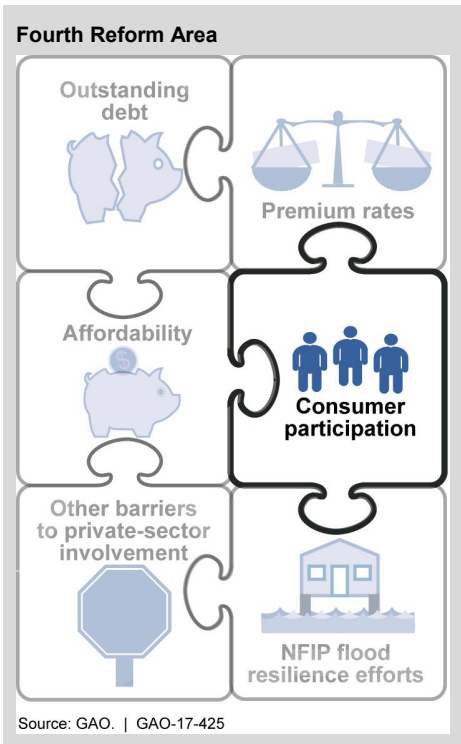 Fourth Reform Area
Outstanding
debt
Premium rates
Affordability
$
Consumer
participation
Other barriers
to private-sector
involvement
NFIP flood
resilience efforts
Source: GAO. | GAO-17-425